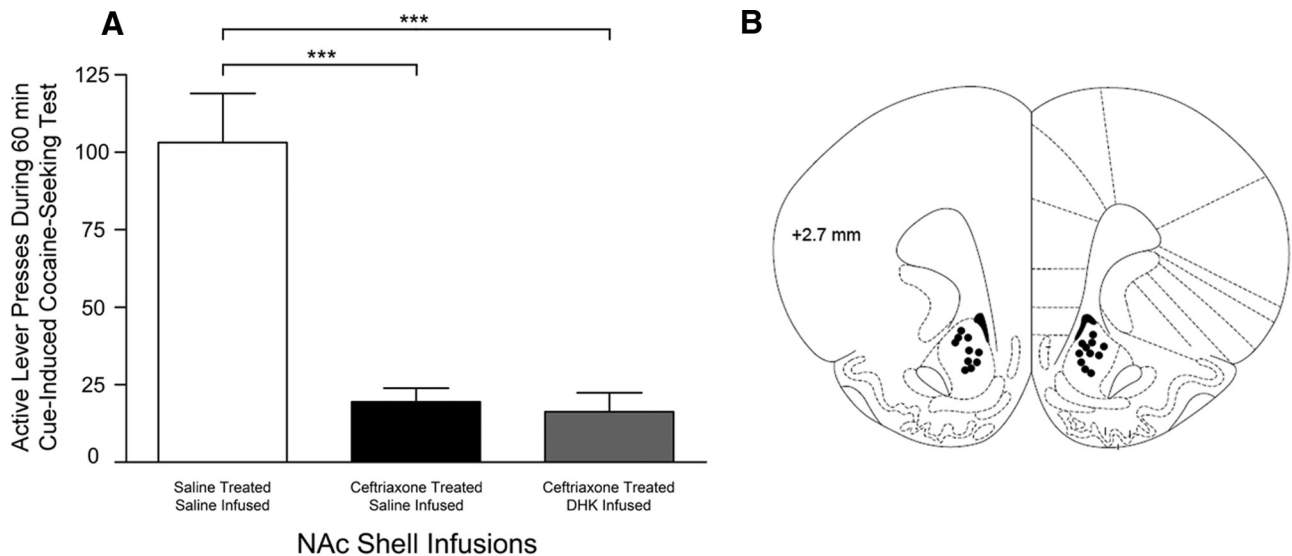 A
***
***
Active Lever Presses During 60 min
Cue-Induced Cocaine-Seeking Test
125
100
75
50
25
0
Saline Treated
Saline Infused
Ceftriaxone Treated
Saline Infused
Ceftriaxone Treated
DHK Infused
NAc Shell Infusions
B
+2.7 mm